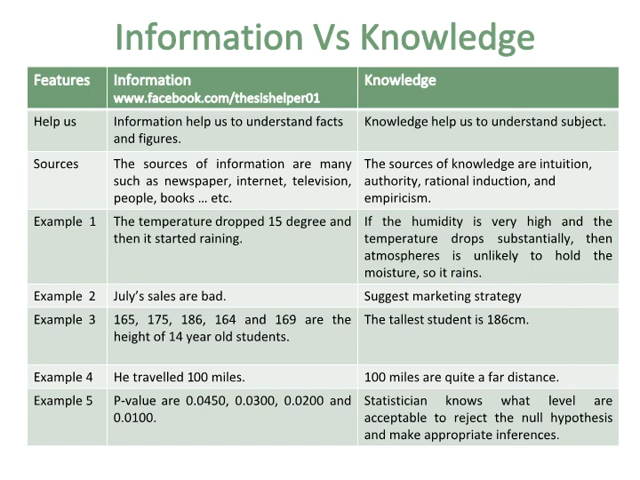 Information Vs Knowledge
Features Information Knowledge
www.facebook.com/thesishelper01
Help us Information help us to understand facts Knowledge help us to understand subject.
and figures.
Sources The sources of information are many The sources of knowledge are intuition,
such as newspaper, internet, television, authority, rational induction, and
people, books ... etc. empiricism.
Example 1 The temperature dropped 15 degree and If the humidity is very high and the
then it started raining. temperature drops substantially, then
atmospheres is unlikely to hold the
moisture, so it rains.
Example 2 July's sales are bad. Suggest marketing strategy
Example 3 165, 175, 186, 164 and 169 are the The tallest student is 186cm.
height of 14 year old students.
Example 4 He travelled 100 miles. 100 miles are quite a far distance.
Example 5 P-value are 0.0450, 0.0300, 0.0200 and Statistician knows what level are
0.0100. acceptable to reject the null hypothesis
and make appropriate inferences.